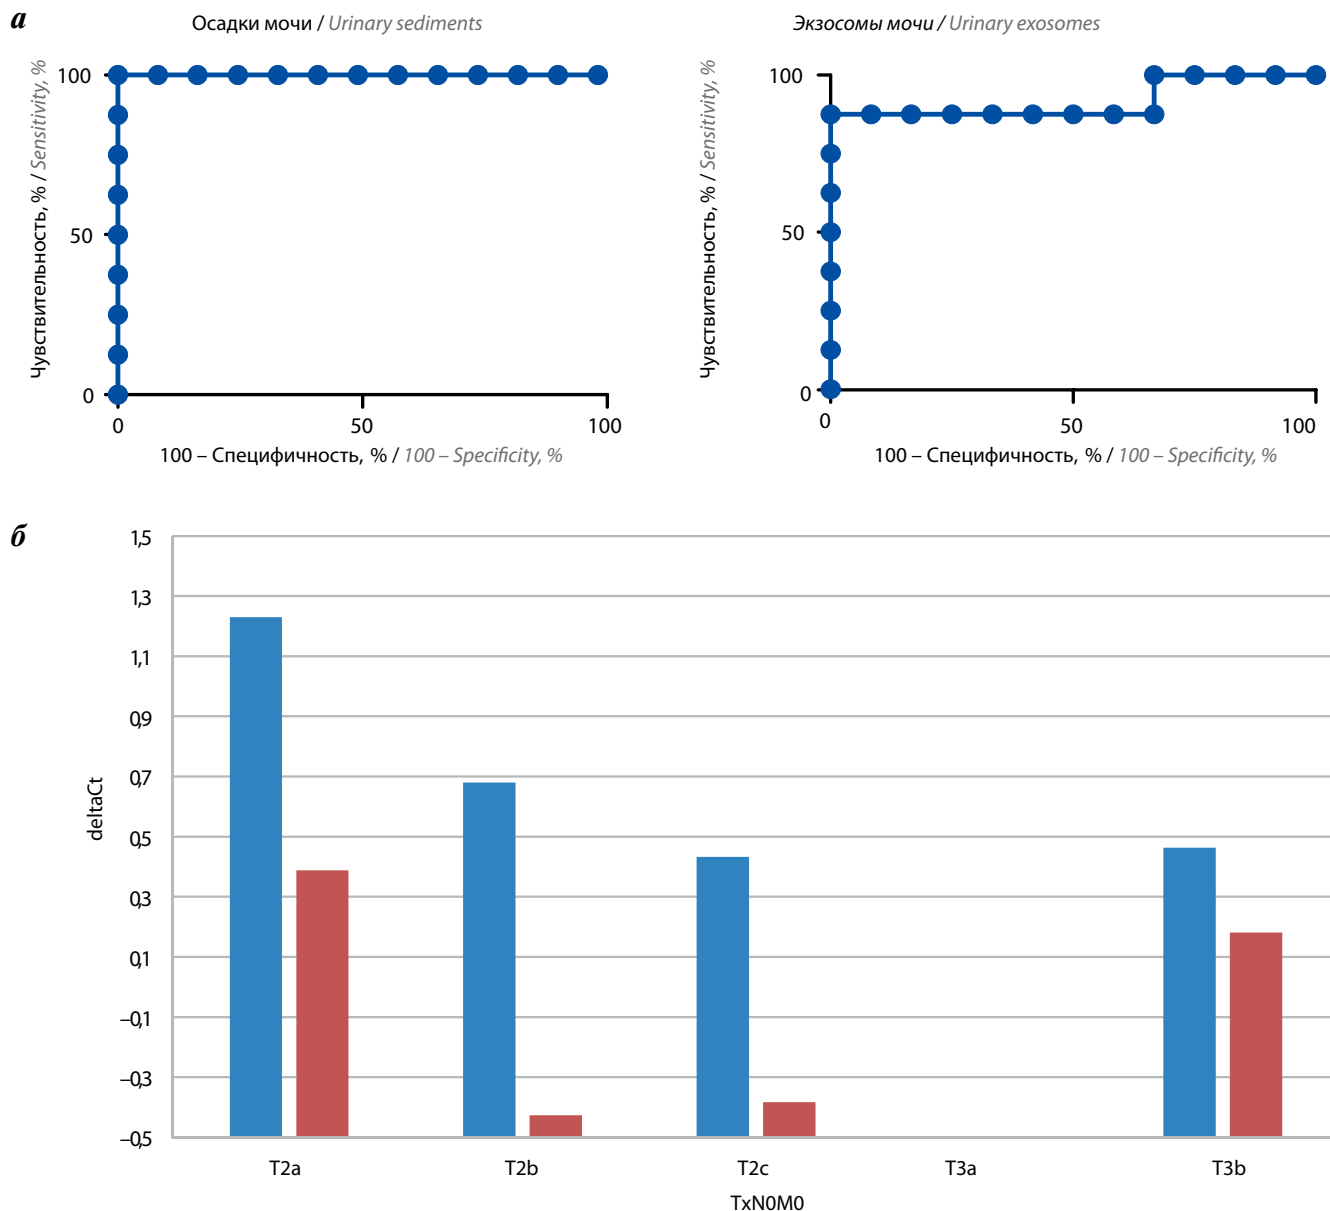 а
Осадки мочи / Urinary sediments
Чувствительность, % / Sensitivity, %
100
50
0
0
50
100
100 – Специфичность, % / 100 – Specificity, %
Экзосомы мочи / Urinary exosomes
Чувствительность, % / Sensitivity, %
100
50
0
0
50
100
100 – Специфичность, % / 100 – Specificity, %
б
deltaCt
1,5
1,3
1,1
0,9
0,7
0,5
0,3
0,1
–0,1
–0,3
–0,5
T2a
T2b
T2c
T3a
T3b
TxN0M0